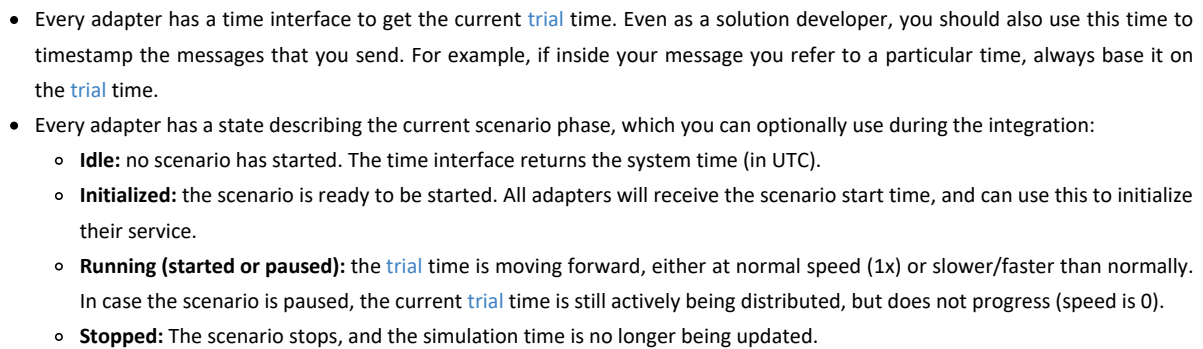 • Every adapter has a time interface to get the current trial time. Even as a solution developer, you should also use this time to
timestamp the messages that you send. For example, if inside your message you refer to a particular time, always base it on
the trial time.
• Every adapter has a state describing the current scenario phase, which you can optionally use during the integration:
◦ Idle: no scenario has started. The time interface returns the system time (in UTC).
◦ Initialized: the scenario is ready to be started. All adapters will receive the scenario start time, and can use this to initialize
their service.
◦ Running (started or paused): the trial time is moving forward, either at normal speed (1x) or slower/faster than normally.
In case the scenario is paused, the current trial time is still actively being distributed, but does not progress (speed is 0).
◦ Stopped: The scenario stops, and the simulation time is no longer being updated.